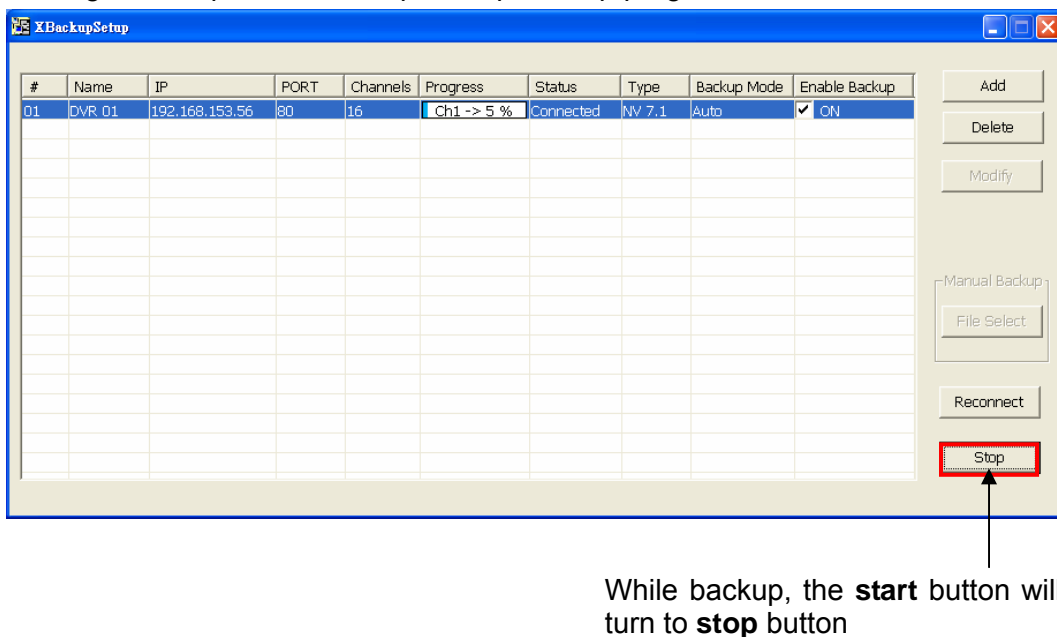 XBackupSetup
# Name IP PORT Channels Progress Status Type Backup Mode Enable Backup
01 DVR 01 192.168.153.56 80 16 Ch1 -> 5 % Connected NV 7.1 Auto ON
Add
Delete
Modify
Manual Backup
File Select
Reconnect
Stop
While backup, the start button will
turn to stop button